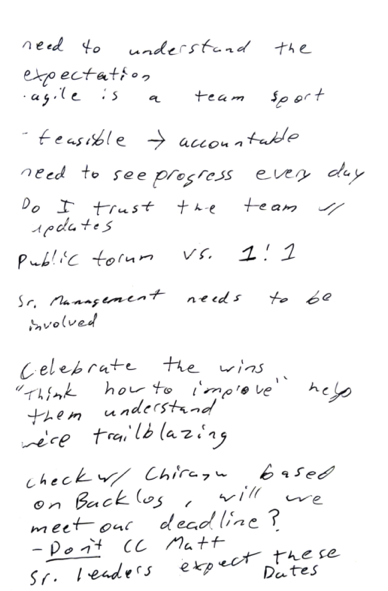 need to understand the
expectation
·agile is a team sport
- feasible → accountable
need to see progress every day
Do I trust the team w/
updates
public forum vs. 1:1
Sr. Management needs to be
involved
Celebrate the wins
"Think how to improve" help
them understand
we're trailblazing
check w/ Chirayu based
on Backlog, will we
meet our deadline?
- Don't CC Matt
Sr. Leaders expect these
Dates